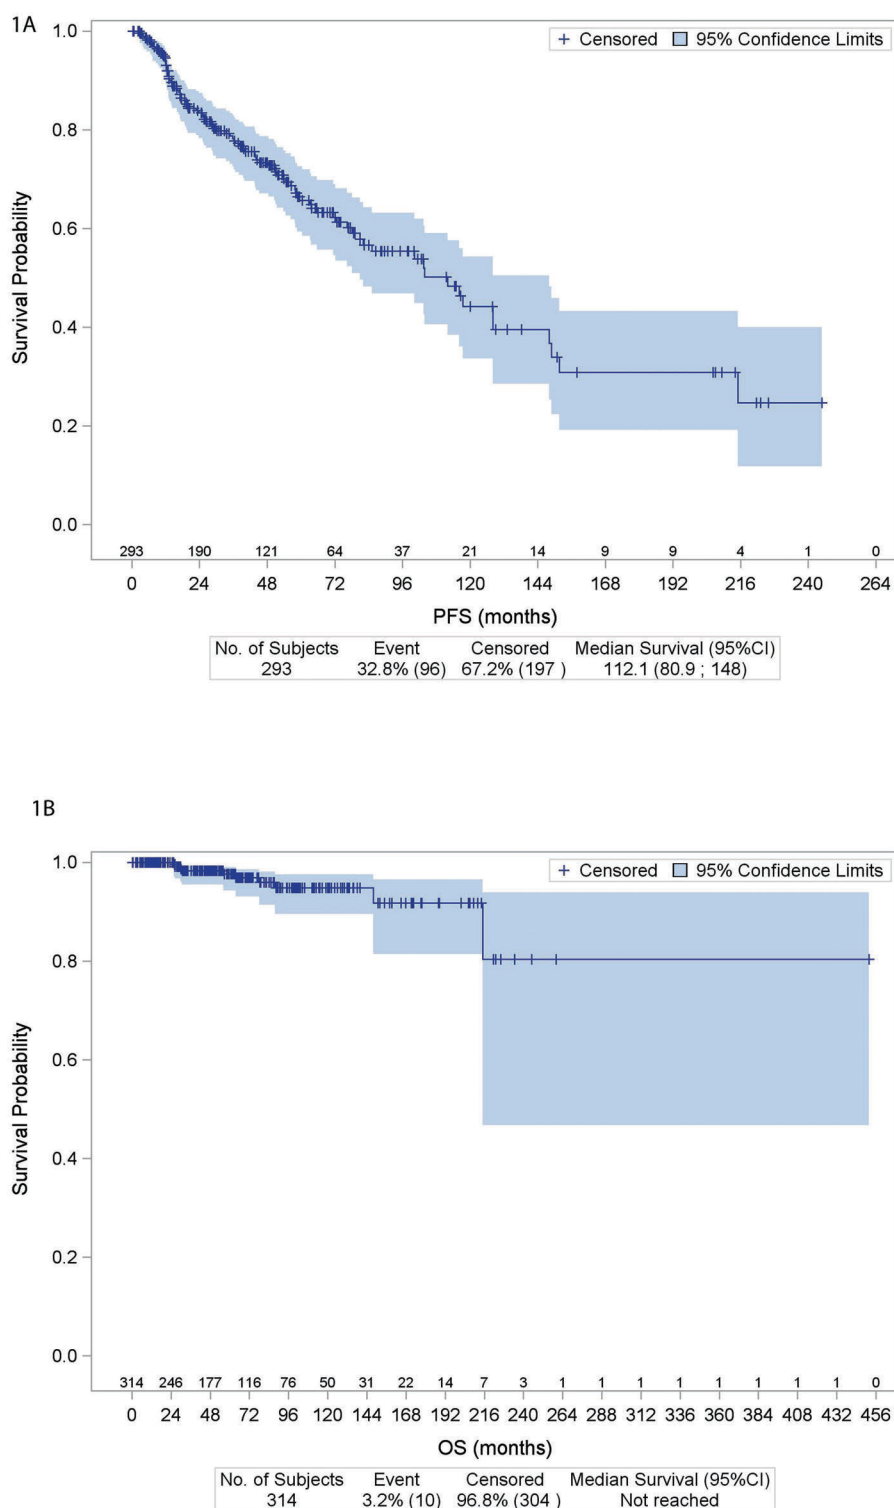 1A
+ Censored 95% Confidence Limits
Survival Probability
1.0
0.8
0.6
0.4
0.2
0.0
293 190 121 64 37 21 14 9 9 4 1 0
0 24 48 72 96 120 144 168 192 216 240 264
PFS (months)
No. of Subjects Event Censored Median Survival (95%CI)
293 32.8% (96) 67.2% (197 ) 112.1 (80.9 ; 148)
1B
+ Censored 95% Confidence Limits
Survival Probability
1.0
0.8
0.6
0.4
0.2
0.0
314 246 177 116 76 50 31 22 14 7 3 1 1 1 1 1 1 1 1 0
0 24 48 72 96 120 144 168 192 216 240 264 288 312 336 360 384 408 432 456
OS (months)
No. of Subjects Event Censored Median Survival (95%CI)
314 3.2% (10) 96.8% (304 ) Not reached